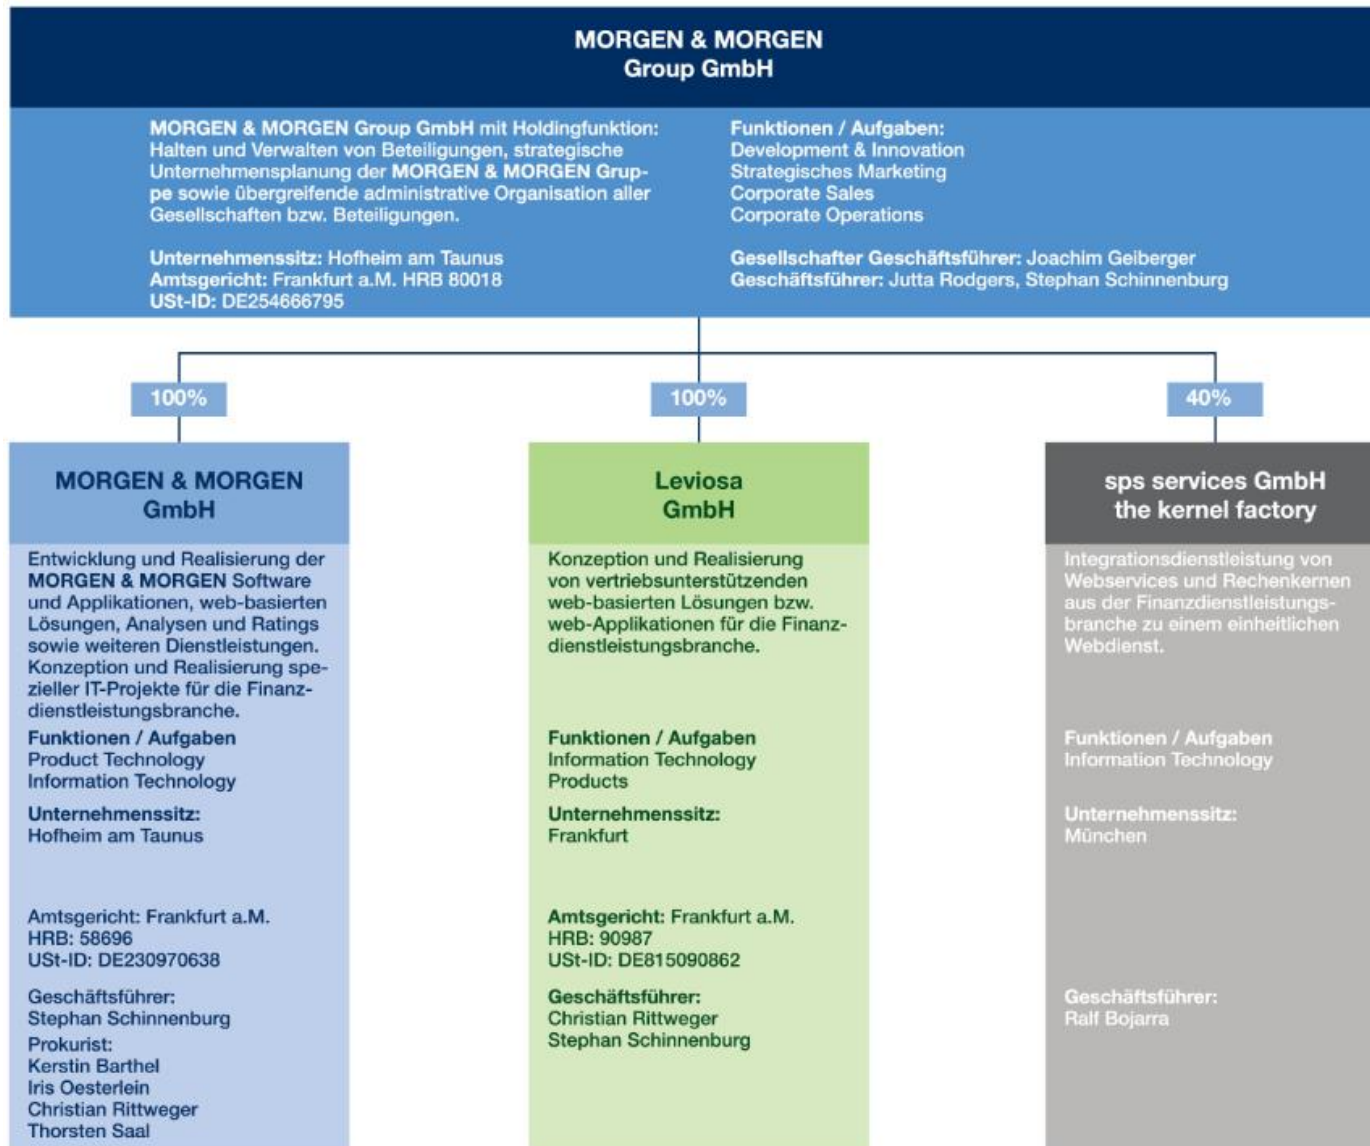 MORGEN & MORGEN
Group GmbH
MORGEN & MORGEN Group GmbH mit Holdingfunktion:
Halten und Verwalten von Beteiligungen, strategische
Unternehmensplanung der MORGEN & MORGEN Grup-
pe sowie übergreifende administrative Organisation aller
Gesellschaften bzw. Beteiligungen.
Unternehmenssitz: Hofheim am Taunus
Amtsgericht: Frankfurt a.M. HRB 80018
USt-ID: DE254666795
Funktionen / Aufgaben:
Development & Innovation
Strategisches Marketing
Corporate Sales
Corporate Operations
Gesellschafter Geschäftsführer: Joachim Geiberger
Geschäftsführer: Jutta Rodgers, Stephan Schinnenburg
100%
100%
40%
MORGEN & MORGEN
GmbH
Entwicklung und Realisierung der
MORGEN & MORGEN Software
und Applikationen, web-basierten
Lösungen, Analysen und Ratings
sowie weiteren Dienstleistungen.
Konzeption und Realisierung spe-
zieller IT-Projekte für die Finanz-
dienstleistungsbranche.
Funktionen / Aufgaben
Product Technology
Information Technology
Unternehmenssitz:
Hofheim am Taunus
Amtsgericht: Frankfurt a.M.
HRB: 58696
USt-ID: DE230970638
Geschäftsführer:
Stephan Schinnenburg
Prokurist:
Kerstin Barthel
Iris Oesterlein
Christian Rittweger
Thorsten Saal
Leviosa
GmbH
Konzeption und Realisierung
von vertriebsunterstützenden
web-basierten Lösungen bzw.
web-Applikationen für die Finanz-
dienstleistungsbranche.
Funktionen / Aufgaben
Information Technology
Products
Unternehmenssitz:
Frankfurt
Amtsgericht: Frankfurt a.M.
HRB: 90987
USt-ID: DE815090862
Geschäftsführer:
Christian Rittweger
Stephan Schinnenburg
sps services GmbH
the kernel factory
Integrationsdienstleistung von
Webservices und Rechenkernen
aus der Finanzdienstleistungs-
branche zu einem einheitlichen
Webdienst.
Funktionen / Aufgaben
Information Technology
Unternehmenssitz:
München
Geschäftsführer:
Ralf Bojarra